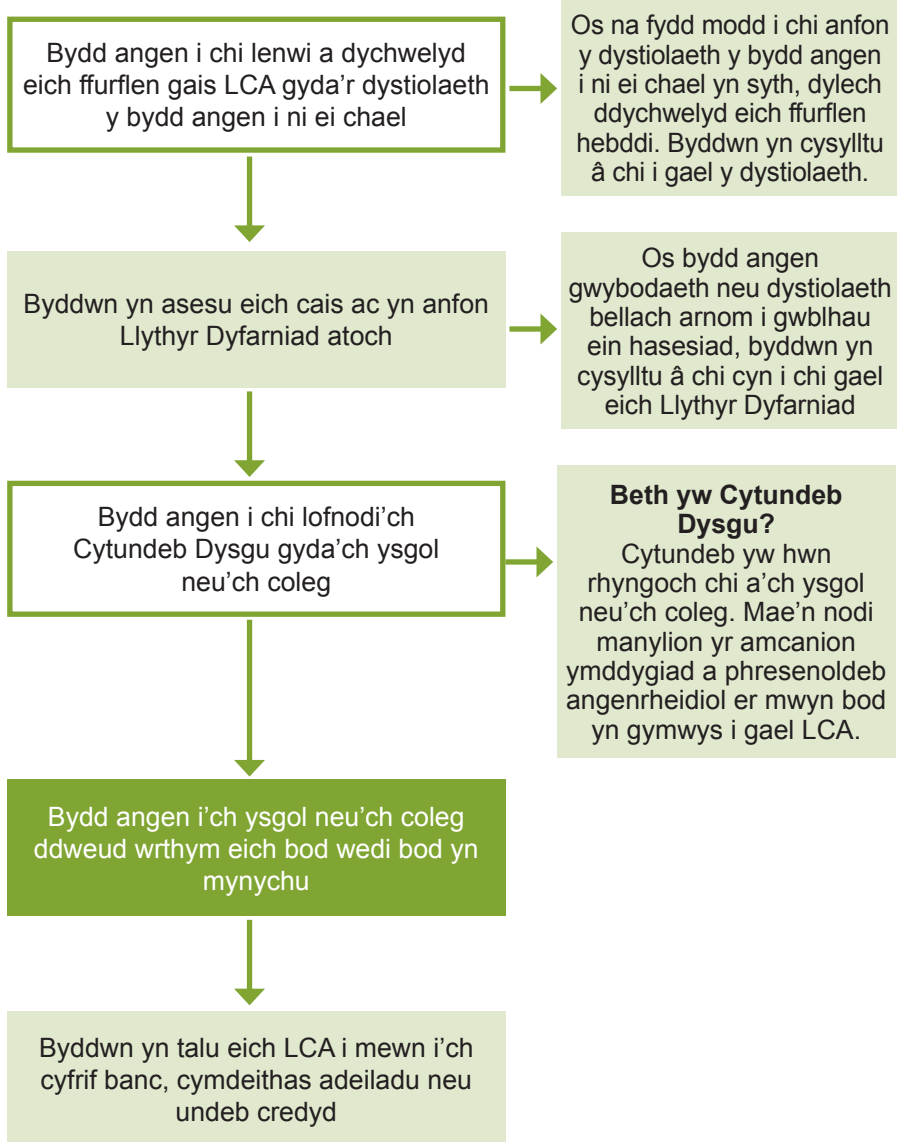 Bydd angen i chi lenwi a dychwelyd
eich ffurflen gais LCA gyda'r dystiolaeth
y bydd angen i ni ei chael
Os na fydd modd i chi anfon
y dystiolaeth y bydd angen
i ni ei chael yn syth, dylech
ddychwelyd eich ffurflen
hebddi. Byddwn yn cysylltu
â chi i gael y dystiolaeth.
Byddwn yn asesu eich cais ac yn anfon
Llythyr Dyfarniad atoch
Os bydd angen
gwybodaeth neu dystiolaeth
bellach arnom i gwblhau
ein hasesiad, byddwn yn
cysylltu â chi cyn i chi gael
eich Llythyr Dyfarniad
Bydd angen i chi lofnodi'ch
Cytundeb Dysgu gyda'ch ysgol
neu'ch coleg
Beth yw Cytundeb
Dysgu?
Cytundeb yw hwn
rhyngoch chi a'ch ysgol
neu'ch coleg. Mae'n nodi
manylion yr amcanion
ymddygiad a phresenoldeb
angenrheidiol er mwyn bod
yn gymwys i gael LCA.
Bydd angen i'ch ysgol neu'ch coleg
ddweud wrthym eich bod wedi bod yn
mynychu
Byddwn yn talu eich LCA i mewn i'ch
cyfrif banc, cymdeithas adeiladu neu
undeb credyd